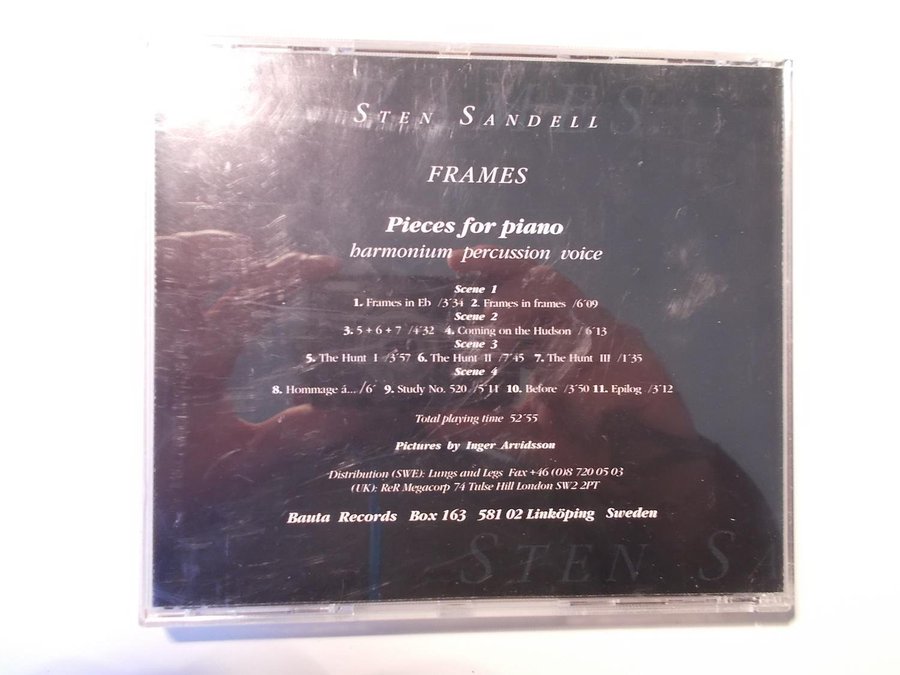 FRAMES
STEN SANDELL
FRAMES
Pieces for piano
harmonium percussion voice
Scene 1
1. Frames in Eb /3´34 2. Frames in frames /6´09
Scene 2
3. 5 + 6 + 7 /4´32 4. Coming on the Hudson / 6´13
Scene 3
5. The Hunt I /3´57 6. The Hunt II /7´45 7. The Hunt III /1´35
Scene 4
8. Hommage á... /6´ 9. Study No. 520 /5´11 10. Before /3´50 11. Epilog /3´12
Total playing time 52´55
Pictures by Inger Arvidsson
Distribution (SWE): Lungs and Legs Fax +46 (0)8 720 05 03
(UK): ReR Megacorp 74 Tulse Hill London SW2 2PT
Bauta Records Box 163 581 02 Linköping Sweden
STEN SA